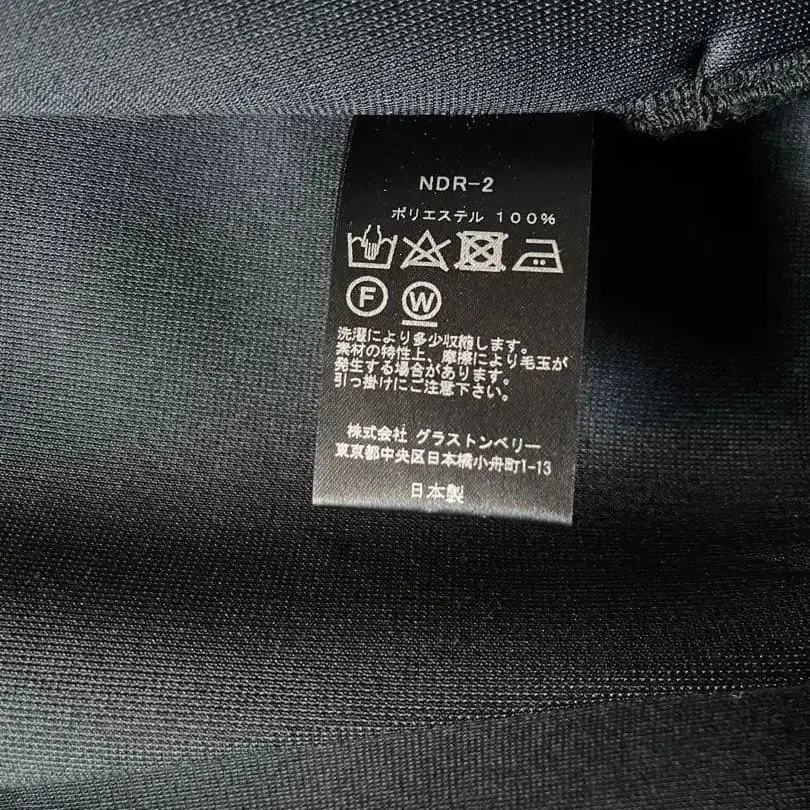 NDR-2
ポリエステル 100%
F W
洗濯により多少収縮します。
素材の特性上、摩擦により毛玉が
発生する場合があります。
引っ掛けにご注意下さい。
株式会社 グラストンベリー
東京都中央区日本橋小舟町1-13
日本製